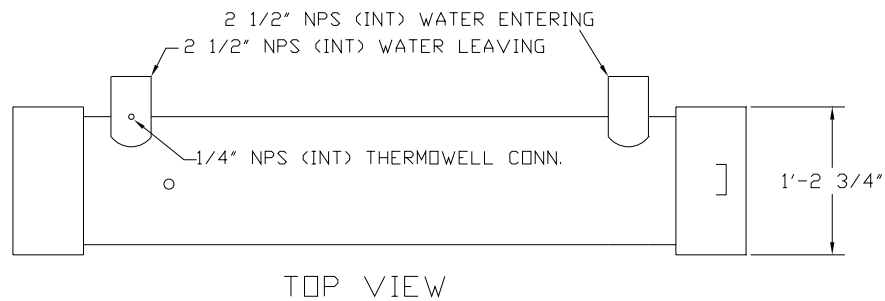 2 1/2" NPS (INT) WATER ENTERING
2 1/2" NPS (INT) WATER LEAVING
1/4" NPS (INT) THERMOWELL CONN.
1'-2 3/4"
TOP VIEW